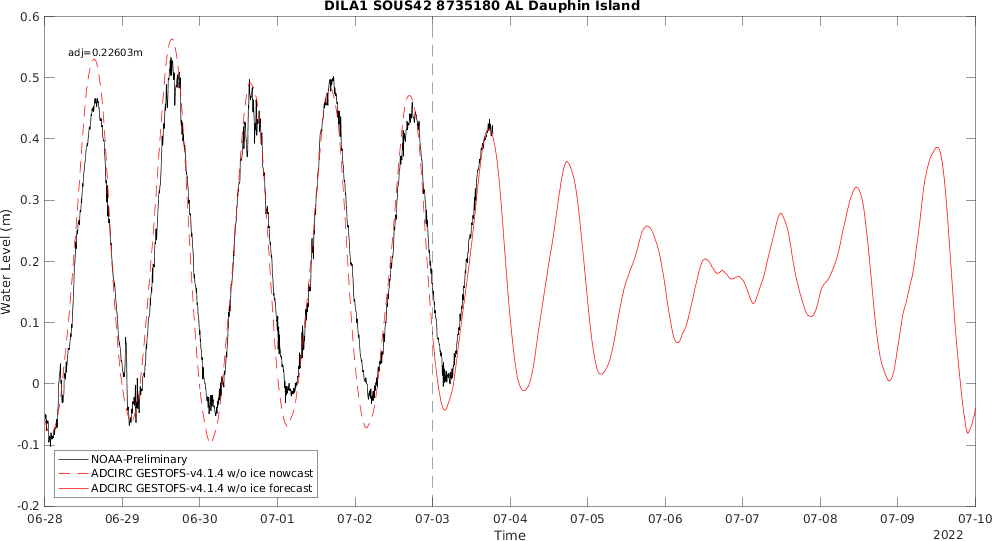 DILA1 SOUS42 8735180 AL Dauphin Island
adj=0.22603m
0.6
0.5
0.4
0.3
0.2
0.1
0
-0.1
-0.2
Water Level (m)
NOAA-Preliminary
ADCIRC GESTOFS-v4.1.4 w/o ice nowcast
ADCIRC GESTOFS-v4.1.4 w/o ice forecast
06-28 06-29 06-30 07-01 07-02 07-03 07-04 07-05 07-06 07-07 07-08 07-09 07-10
Time
2022